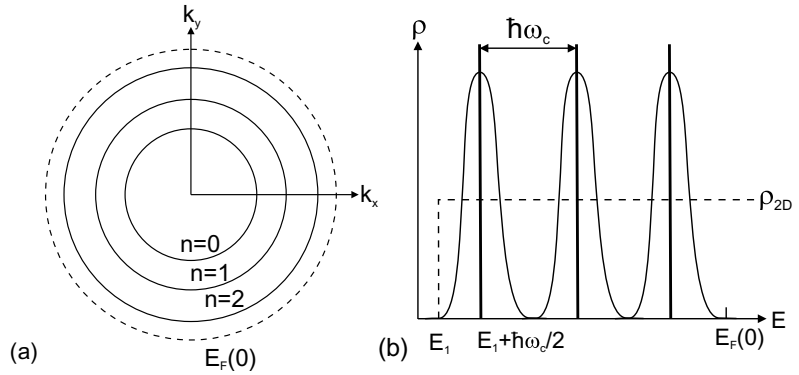 k_y
k_x
n=0
n=1
n=2
E_F(0)
(a)
ρ
ħω_c
ρ_2D
E
E_1
E_1+ħω_c/2
E_F(0)
(b)